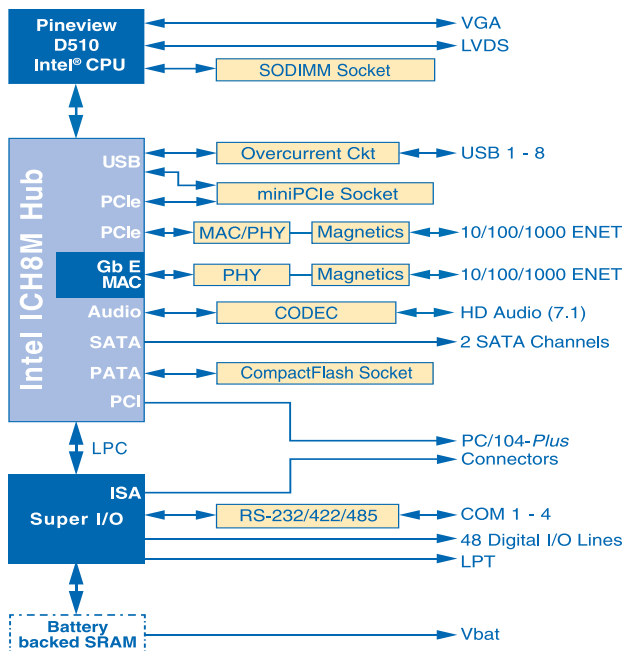 Pineview
D510
Intel® CPU
VGA
LVDS
SODIMM Socket
Intel ICH8M Hub
USB
Overcurrent Ckt
USB 1 - 8
miniPCIe Socket
PCIe
PCIe
MAC/PHY
Magnetics
10/100/1000 ENET
Gb E
MAC
PHY
Magnetics
10/100/1000 ENET
Audio
CODEC
HD Audio (7.1)
SATA
2 SATA Channels
PATA
CompactFlash Socket
PCI
LPC
PC/104-Plus
Connectors
ISA
Super I/O
RS-232/422/485
COM 1 - 4
48 Digital I/O Lines
LPT
Battery
backed SRAM
Vbat